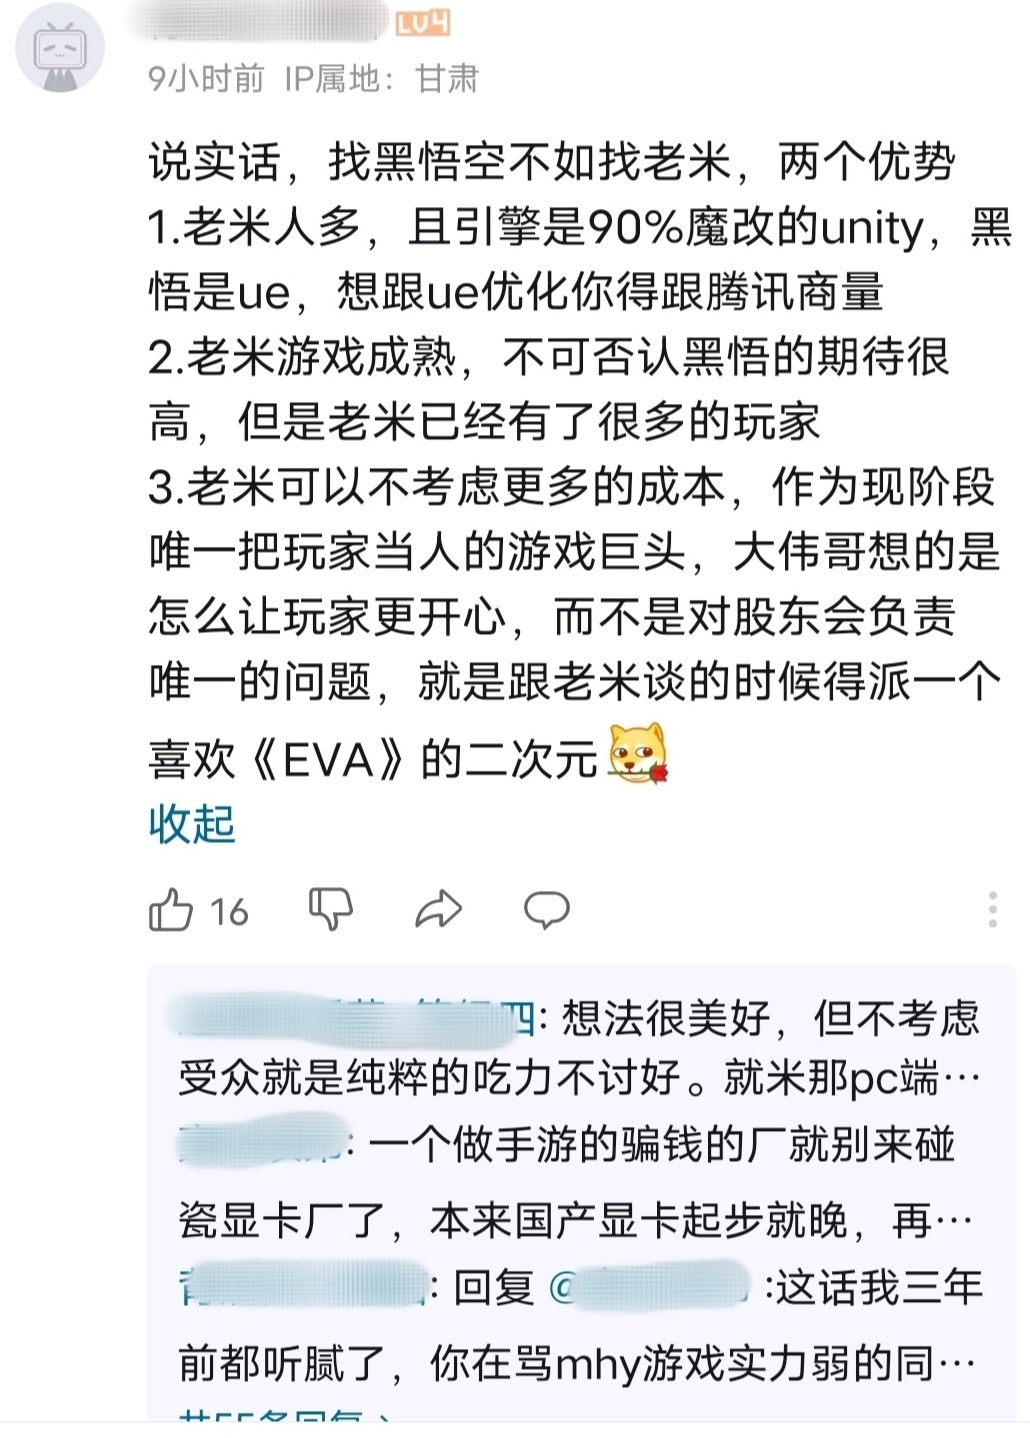 LV4
9小时前 IP属地：甘肃
说实话，找黑悟空不如找老米，两个优势
1.老米人多，且引擎是90%魔改的unity，黑
悟是ue，想跟ue优化你得跟腾讯商量
2.老米游戏成熟，不可否认黑悟的期待很
高，但是老米已经有了很多的玩家
3.老米可以不考虑更多的成本，作为现阶段
唯一把玩家当人的游戏巨头，大伟哥想的是
怎么让玩家更开心，而不是对股东会负责
唯一的问题，就是跟老米谈的时候得派一个
喜欢《EVA》的二次元
收起
16
四: 想法很美好，但不考虑
受众就是纯粹的吃力不讨好。就米那pc端…
: 一个做手游的骗钱的厂就别来碰
瓷显卡厂了，本来国产显卡起步就晚，再…
: 回复 @ :这话我三年
前都听腻了，你在骂mhy游戏实力弱的同…
共55条回复